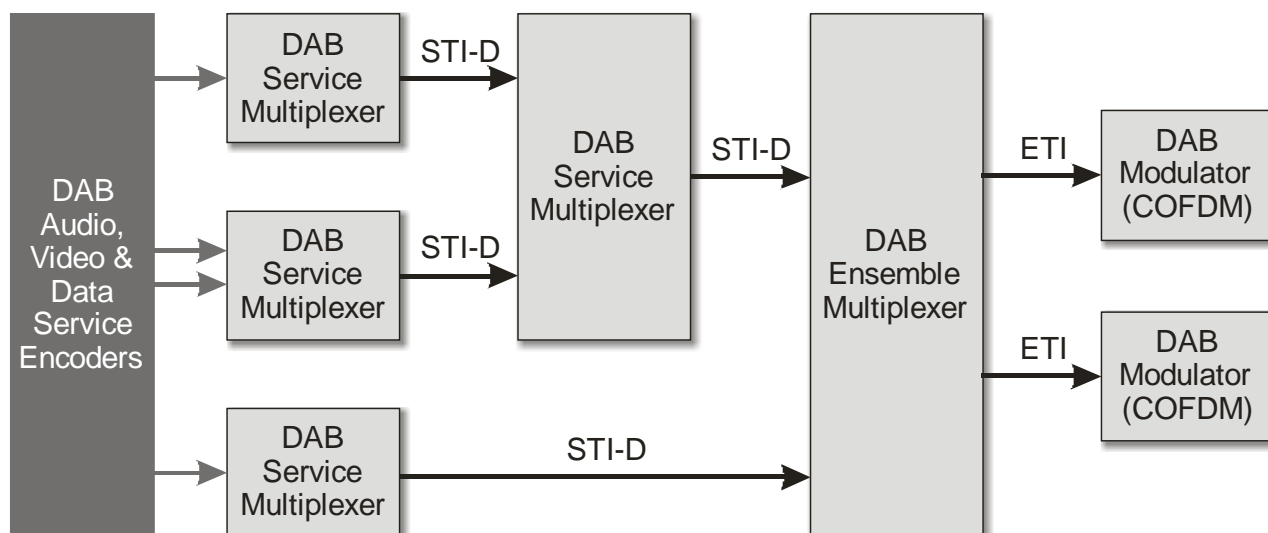 DAB
Audio,
Video &
Data
Service
Encoders
DAB
Service
Multiplexer
STI-D
DAB
Service
Multiplexer
STI-D
DAB
Service
Multiplexer
STI-D
DAB
Service
Multiplexer
STI-D
DAB
Ensemble
Multiplexer
ETI
DAB
Modulator
(COFDM)
ETI
DAB
Modulator
(COFDM)